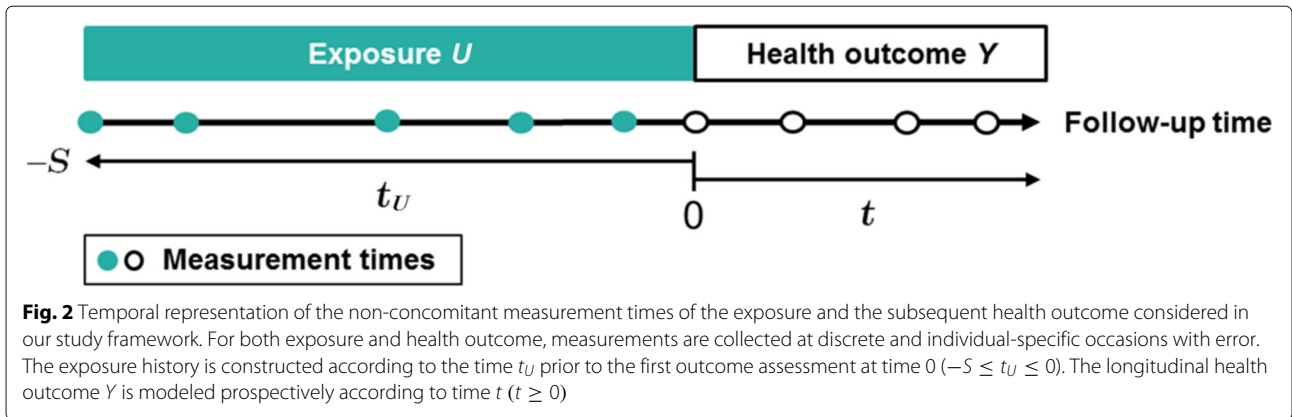 Exposure U
Health outcome Y
Follow-up time
–S
t_U
0
t
Measurement times
Fig. 2 Temporal representation of the non-concomitant measurement times of the exposure and the subsequent health outcome considered in
our study framework. For both exposure and health outcome, measurements are collected at discrete and individual-specific occasions with error.
The exposure history is constructed according to the time t_U prior to the first outcome assessment at time 0 (−S ≤ t_U ≤ 0). The longitudinal health
outcome Y is modeled prospectively according to time t (t ≥ 0)